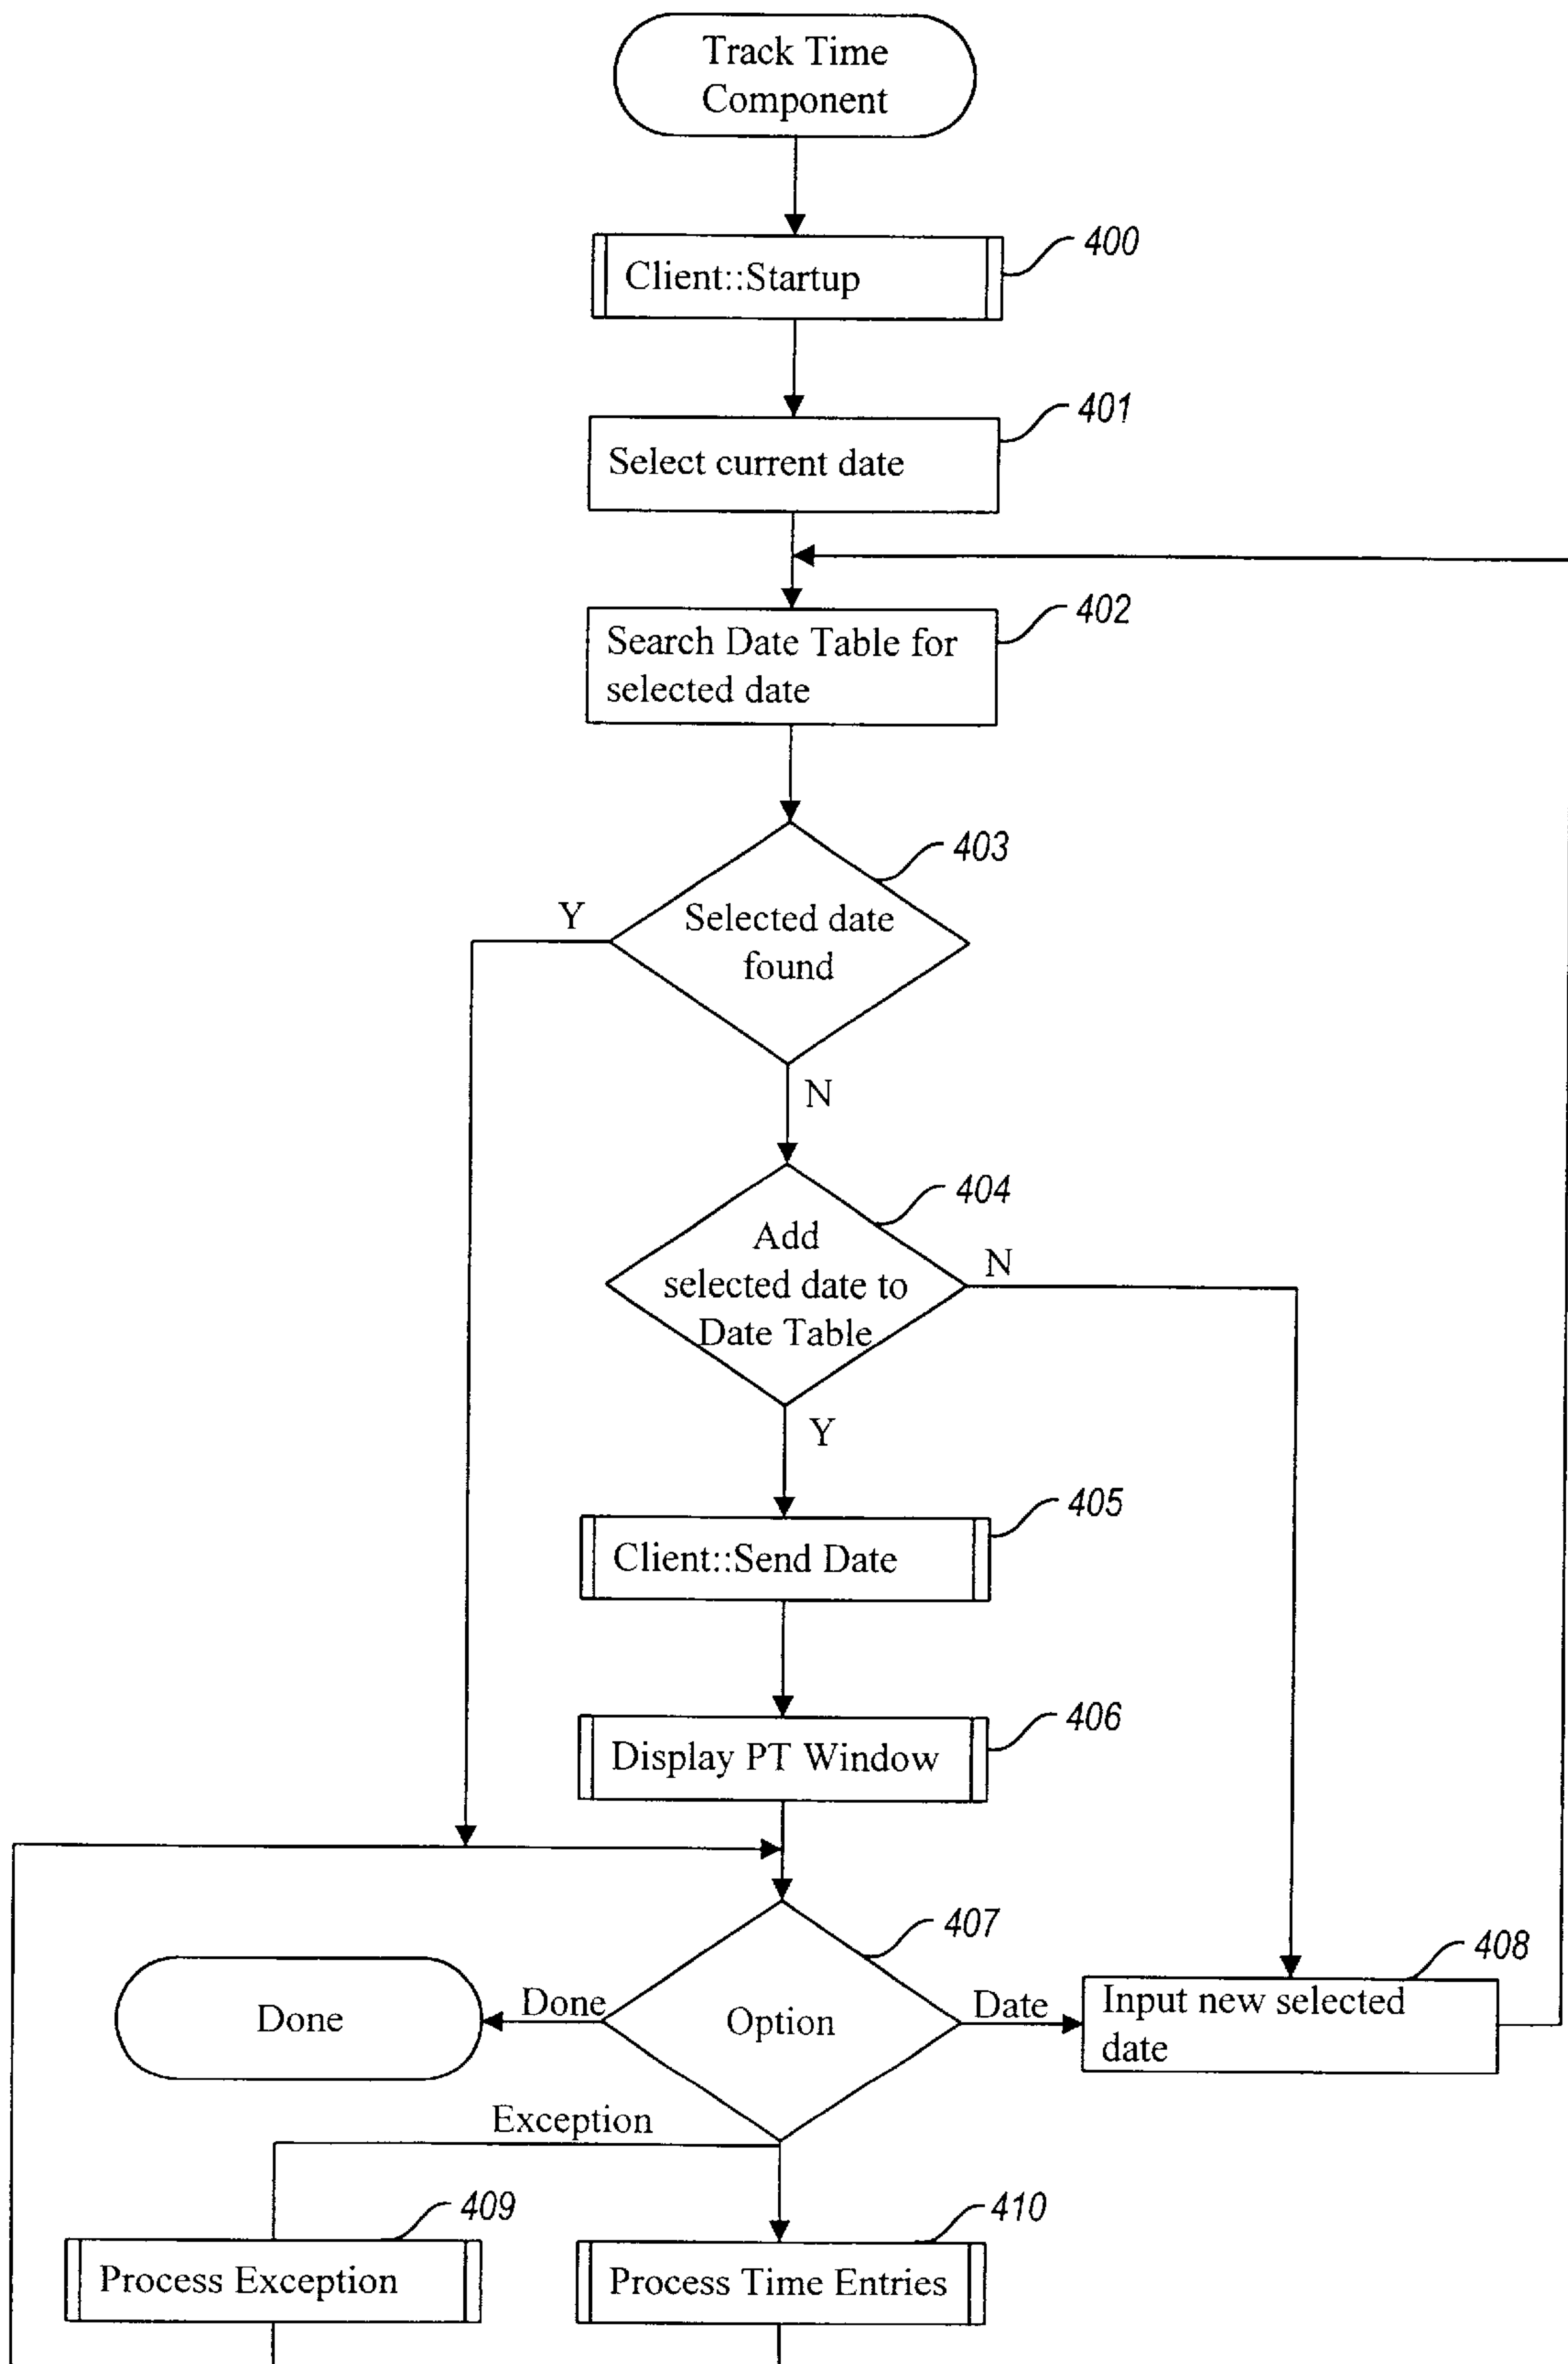 Track Time
Component
400
Client::Startup
401
Select current date
402
Search Date Table for
selected date
403
Y
Selected date
found
N
404
Add
selected date to
Date Table
N
Y
405
Client::Send Date
406
Display PT Window
407
408
Done
Done
Option
Date
Input new selected
date
Exception
409
410
Process Exception
Process Time Entries